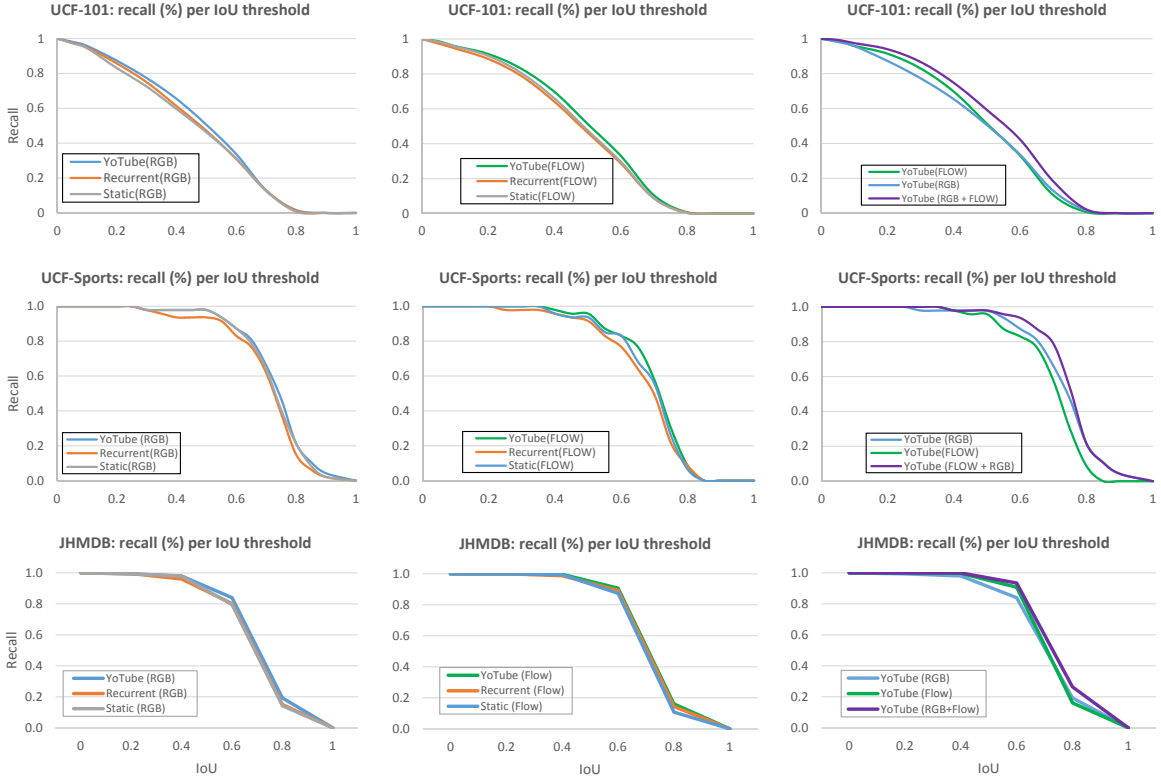 UCF-101: recall (%) per IoU threshold
Recall
1
0.8
0.6
0.4
0.2
0
YoTube(RGB)
Recurrent(RGB)
Static(RGB)
0 0.2 0.4 0.6 0.8 1
UCF-101: recall (%) per IoU threshold
1
0.8
0.6
0.4
0.2
0
YoTube(FLOW)
Recurrent(FLOW)
Static(FLOW)
0 0.2 0.4 0.6 0.8 1
UCF-101: recall (%) per IoU threshold
1
0.8
0.6
0.4
0.2
0
YoTube(FLOW)
YoTube(RGB)
YoTube (RGB + FLOW)
0 0.2 0.4 0.6 0.8 1
UCF-Sports: recall (%) per IoU threshold
Recall
1.0
0.8
0.6
0.4
0.2
0.0
YoTube (RGB)
Recurrent(RGB)
Static(RGB)
0 0.2 0.4 0.6 0.8 1
UCF-Sports: recall (%) per IoU threshold
1.0
0.8
0.6
0.4
0.2
0.0
YoTube(FLOW)
Recurrent(FLOW)
Static(FLOW)
0 0.2 0.4 0.6 0.8 1
UCF-Sports: recall (%) per IoU threshold
1.0
0.8
0.6
0.4
0.2
0.0
YoTube (RGB)
YoTube(FLOW)
YoTube (FLOW + RGB)
0 0.2 0.4 0.6 0.8 1
JHMDB: recall (%) per IoU threshold
Recall
1.0
0.8
0.6
0.4
0.2
0.0
YoTube (RGB)
Recurrent (RGB)
Static (RGB)
0 0.2 0.4 0.6 0.8 1
IoU
JHMDB: recall (%) per IoU threshold
1.0
0.8
0.6
0.4
0.2
0.0
YoTube (Flow)
Recurrent (Flow)
Static (Flow)
0 0.2 0.4 0.6 0.8 1
IoU
JHMDB: recall (%) per IoU threshold
1.0
0.8
0.6
0.4
0.2
0.0
YoTube (RGB)
YoTube (Flow)
YoTube (RGB+Flow)
0 0.2 0.4 0.6 0.8 1
IoU